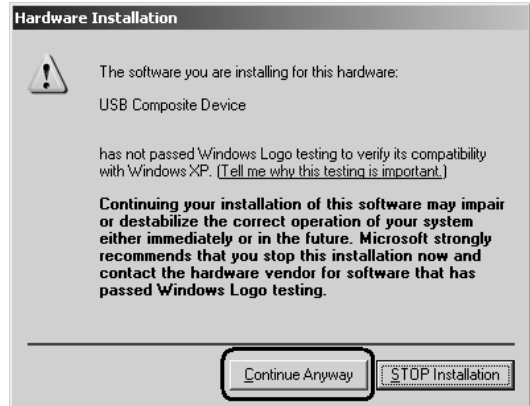 Hardware Installation
The software you are installing for this hardware:
USB Composite Device
has not passed Windows Logo testing to verify its compatibility
with Windows XP. (Tell me why this testing is important.)
Continuing your installation of this software may impair
or destabilize the correct operation of your system
either immediately or in the future. Microsoft strongly
recommends that you stop this installation now and
contact the hardware vendor for software that has
passed Windows Logo testing.
Continue Anyway
STOP Installation